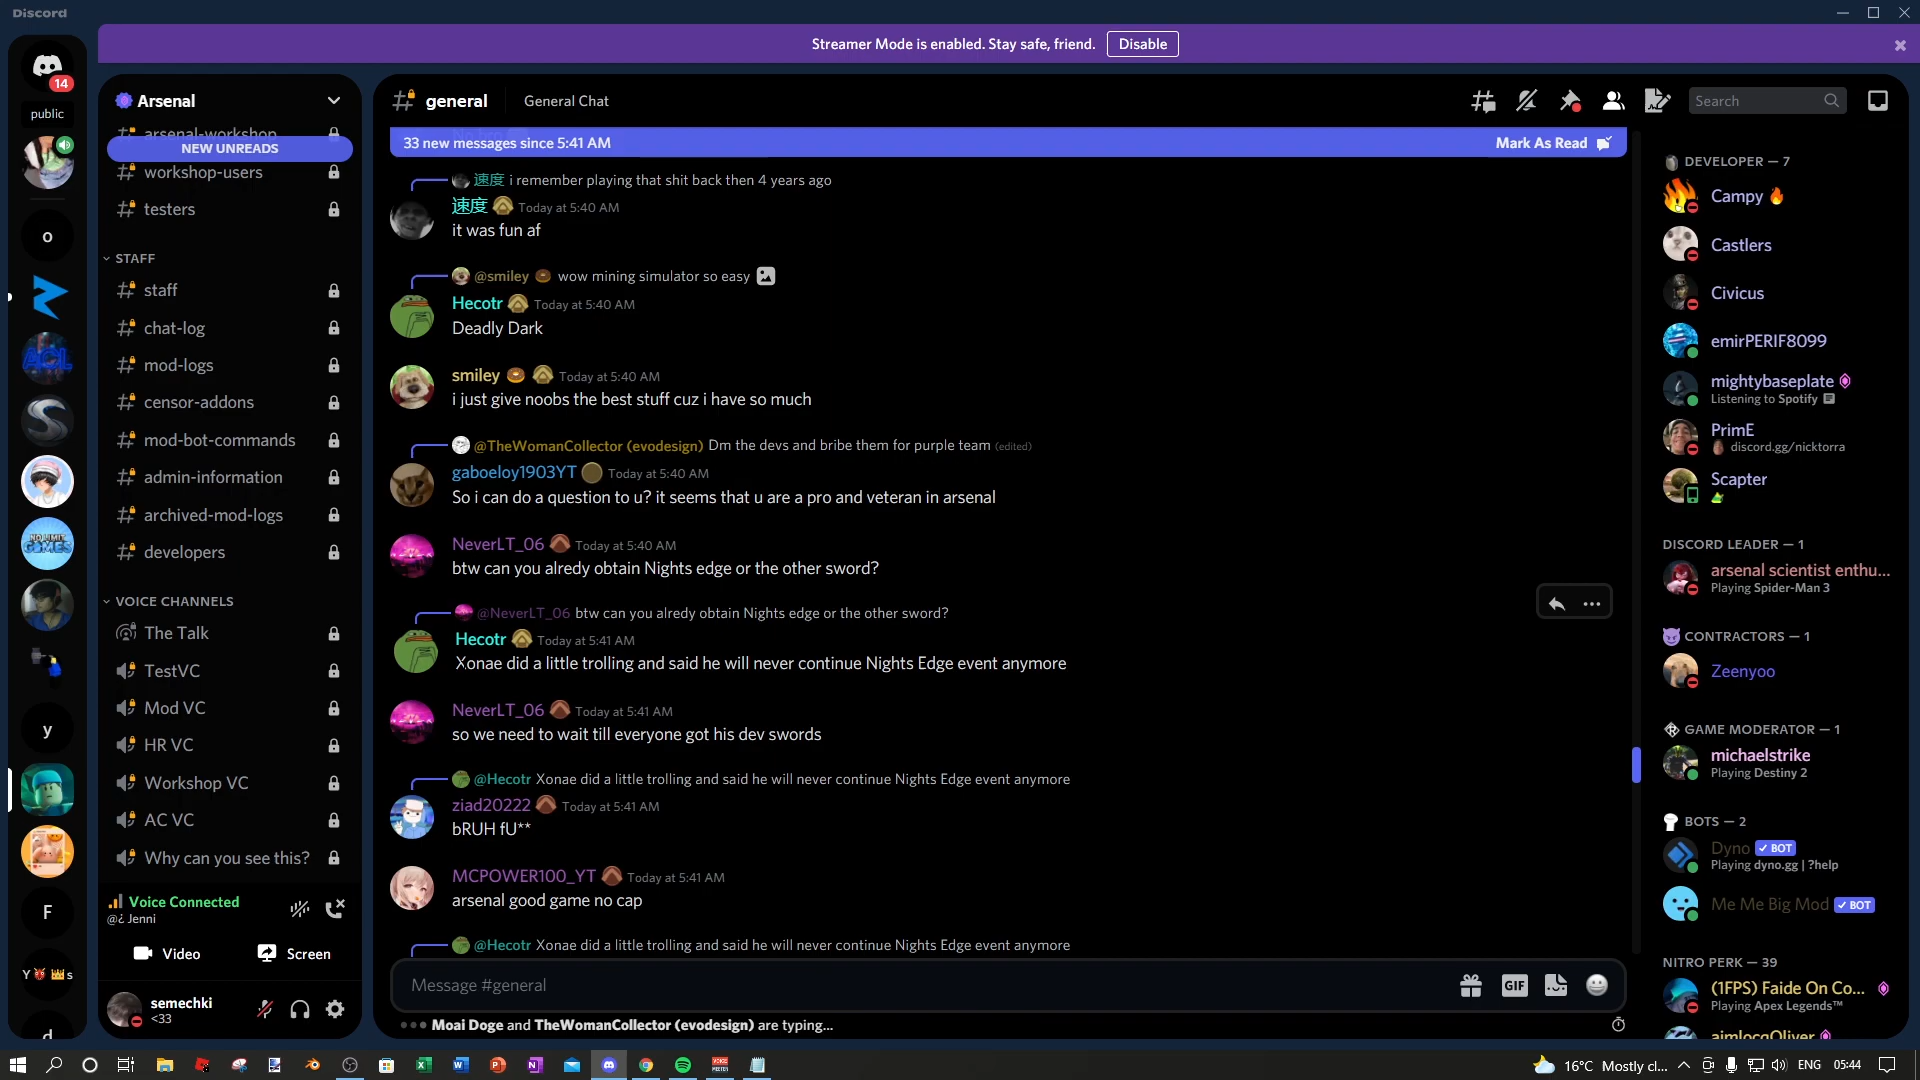 Discord
Streamer Mode is enabled. Stay safe, friend. Disable
14
public
o
ACL
NO LIMIT GAMES
y
F
Y s
d
Arsenal
arsenal-workshop
NEW UNREADS
workshop-users
testers
STAFF
staff
chat-log
mod-logs
censor-addons
mod-bot-commands
admin-information
archived-mod-logs
developers
VOICE CHANNELS
The Talk
TestVC
Mod VC
HR VC
Workshop VC
AC VC
Why can you see this?
Voice Connected
@¿ Jenni
Video Screen
semechki
<33
general General Chat
Search
33 new messages since 5:41 AM Mark As Read
速度 i remember playing that shit back then 4 years ago
速度 Today at 5:40 AM
it was fun af
@smiley 🍩 wow mining simulator so easy
Hecotr Today at 5:40 AM
Deadly Dark
smiley 🍩 Today at 5:40 AM
i just give noobs the best stuff cuz i have so much
@TheWomanCollector (evodesign) Dm the devs and bribe them for purple team (edited)
gaboeloy1903YT Today at 5:40 AM
So i can do a question to u? it seems that u are a pro and veteran in arsenal
NeverLT_06 Today at 5:40 AM
btw can you alredy obtain Nights edge or the other sword?
@NeverLT_06 btw can you alredy obtain Nights edge or the other sword?
Hecotr Today at 5:41 AM
Xonae did a little trolling and said he will never continue Nights Edge event anymore
NeverLT_06 Today at 5:41 AM
so we need to wait till everyone got his dev swords
@Hecotr Xonae did a little trolling and said he will never continue Nights Edge event anymore
ziad20222 Today at 5:41 AM
bRUH fU**
MCPOWER100_YT Today at 5:41 AM
arsenal good game no cap
@Hecotr Xonae did a little trolling and said he will never continue Nights Edge event anymore
Message #general
GIF
Moai Doge and TheWomanCollector (evodesign) are typing...
DEVELOPER — 7
Campy 🔥
Castlers
Civicus
emirPERIF8099
mightybaseplate
Listening to Spotify
PrimE
discord.gg/nicktorra
Scapter
DISCORD LEADER — 1
arsenal scientist enthu...
Playing Spider-Man 3
CONTRACTORS — 1
Zeenyoo
GAME MODERATOR — 1
michaelstrike
Playing Destiny 2
BOTS — 2
Dyno ✓ BOT
Playing dyno.gg | ?help
Me Me Big Mod ✓ BOT
NITRO PERK — 39
(1FPS) Faide On Co...
Playing Apex Legends™
aimlocqOliver
16°C Mostly cl... ENG 05:44